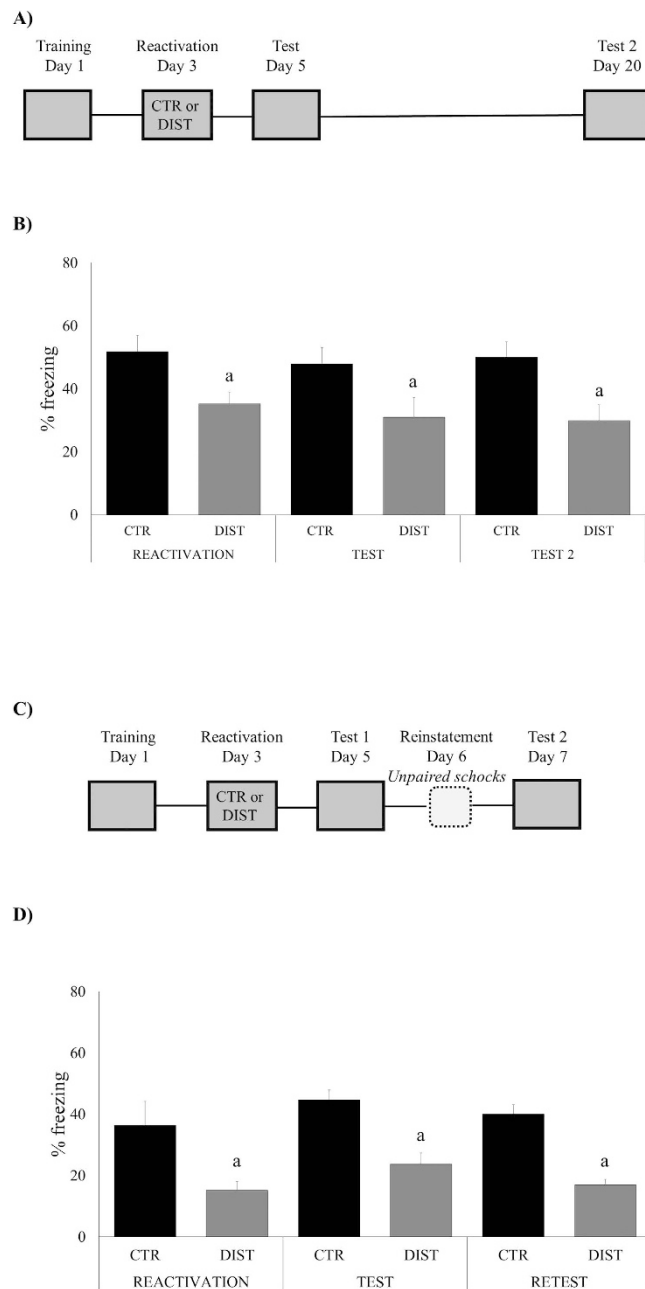 A)
Training Reactivation Test Test 2
Day 1 Day 3 Day 5 Day 20
CTR or
DIST
B)
80
60
40
20
0
% freezing
a a a
CTR DIST CTR DIST CTR DIST
REACTIVATION TEST TEST 2
C)
Training Reactivation Test 1 Reinstatement Test 2
Day 1 Day 3 Day 5 Day 6 Day 7
Unpaired schocks
CTR or
DIST
D)
80
60
40
20
0
% freezing
a a a
CTR DIST CTR DIST CTR DIST
REACTIVATION TEST RETEST